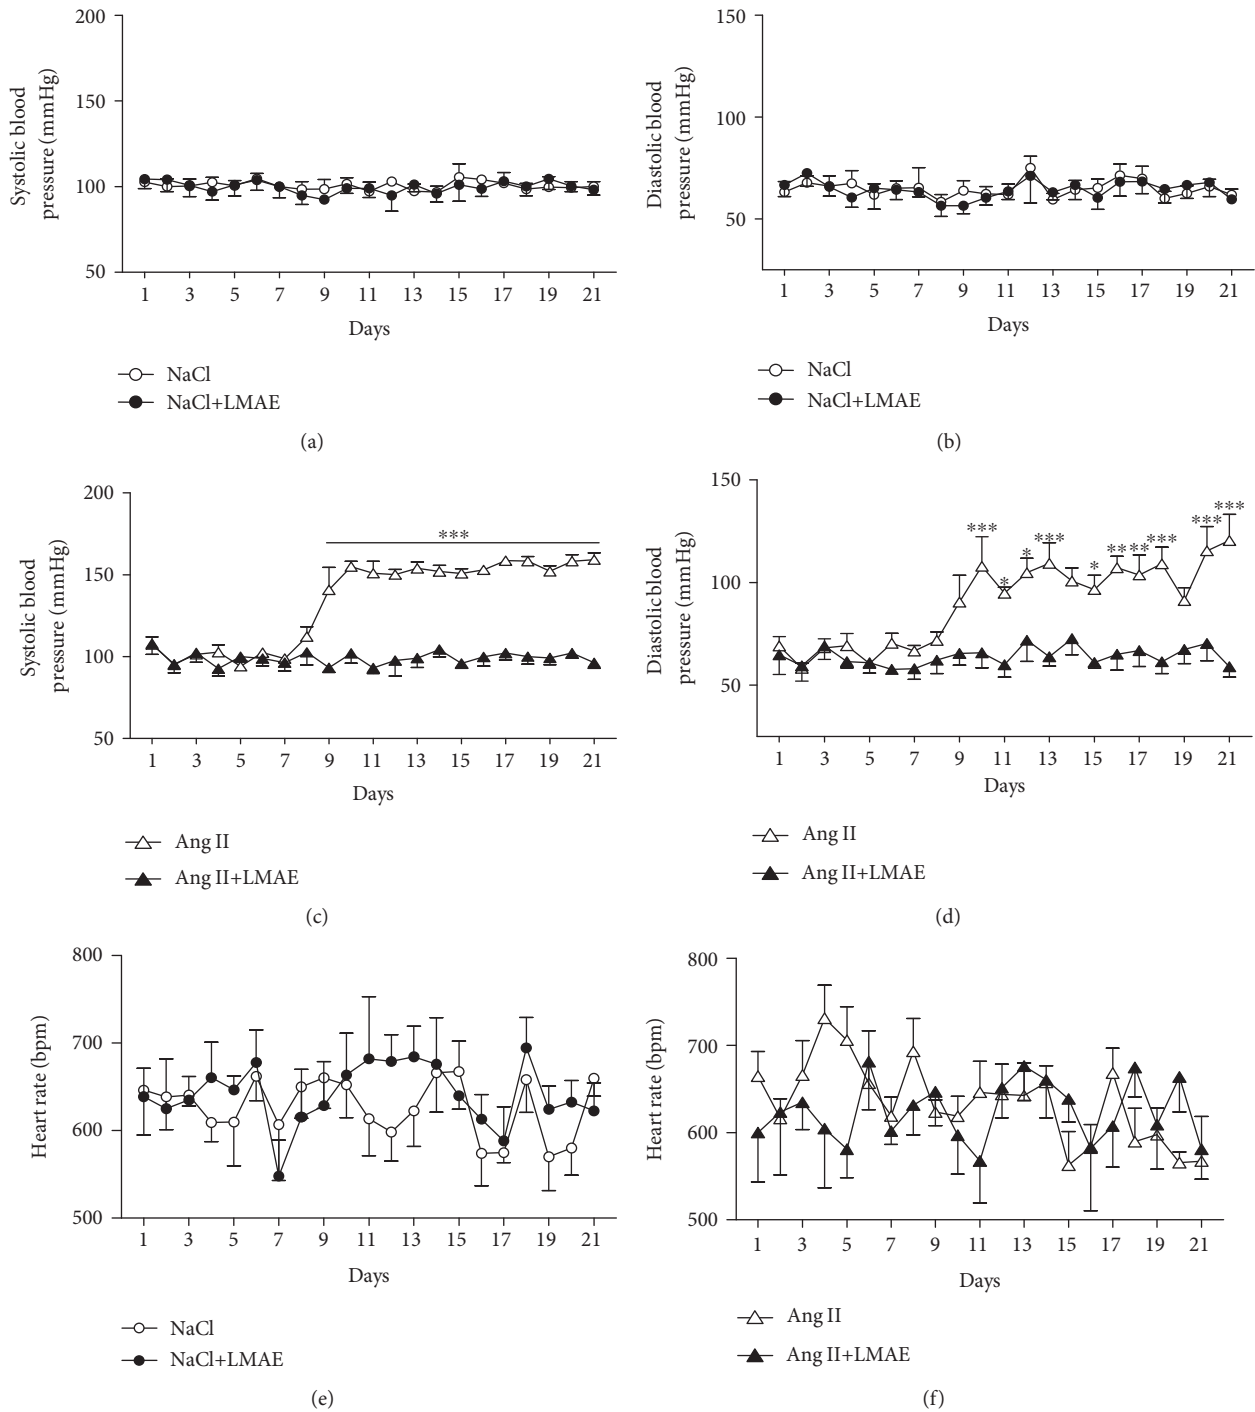 200
150
100
50
Systolic blood
pressure (mmHg)
1 3 5 7 9 11 13 15 17 19 21
Days
NaCl
NaCl+LMAE
(a)
150
100
50
Diastolic blood
pressure (mmHg)
1 3 5 7 9 11 13 15 17 19 21
Days
NaCl
NaCl+LMAE
(b)
200
150
100
50
Systolic blood
pressure (mmHg)
***
1 3 5 7 9 11 13 15 17 19 21
Days
Ang II
Ang II+LMAE
(c)
150
100
50
Diastolic blood
pressure (mmHg)
*** * * *** * ** ** *** *** ***
1 3 5 7 9 11 13 15 17 19 21
Days
Ang II
Ang II+LMAE
(d)
800
700
600
500
Heart rate (bpm)
1 3 5 7 9 11 13 15 17 19 21
Days
NaCl
NaCl+LMAE
(e)
800
700
600
500
Heart rate (bpm)
1 3 5 7 9 11 13 15 17 19 21
Days
Ang II
Ang II+LMAE
(f)